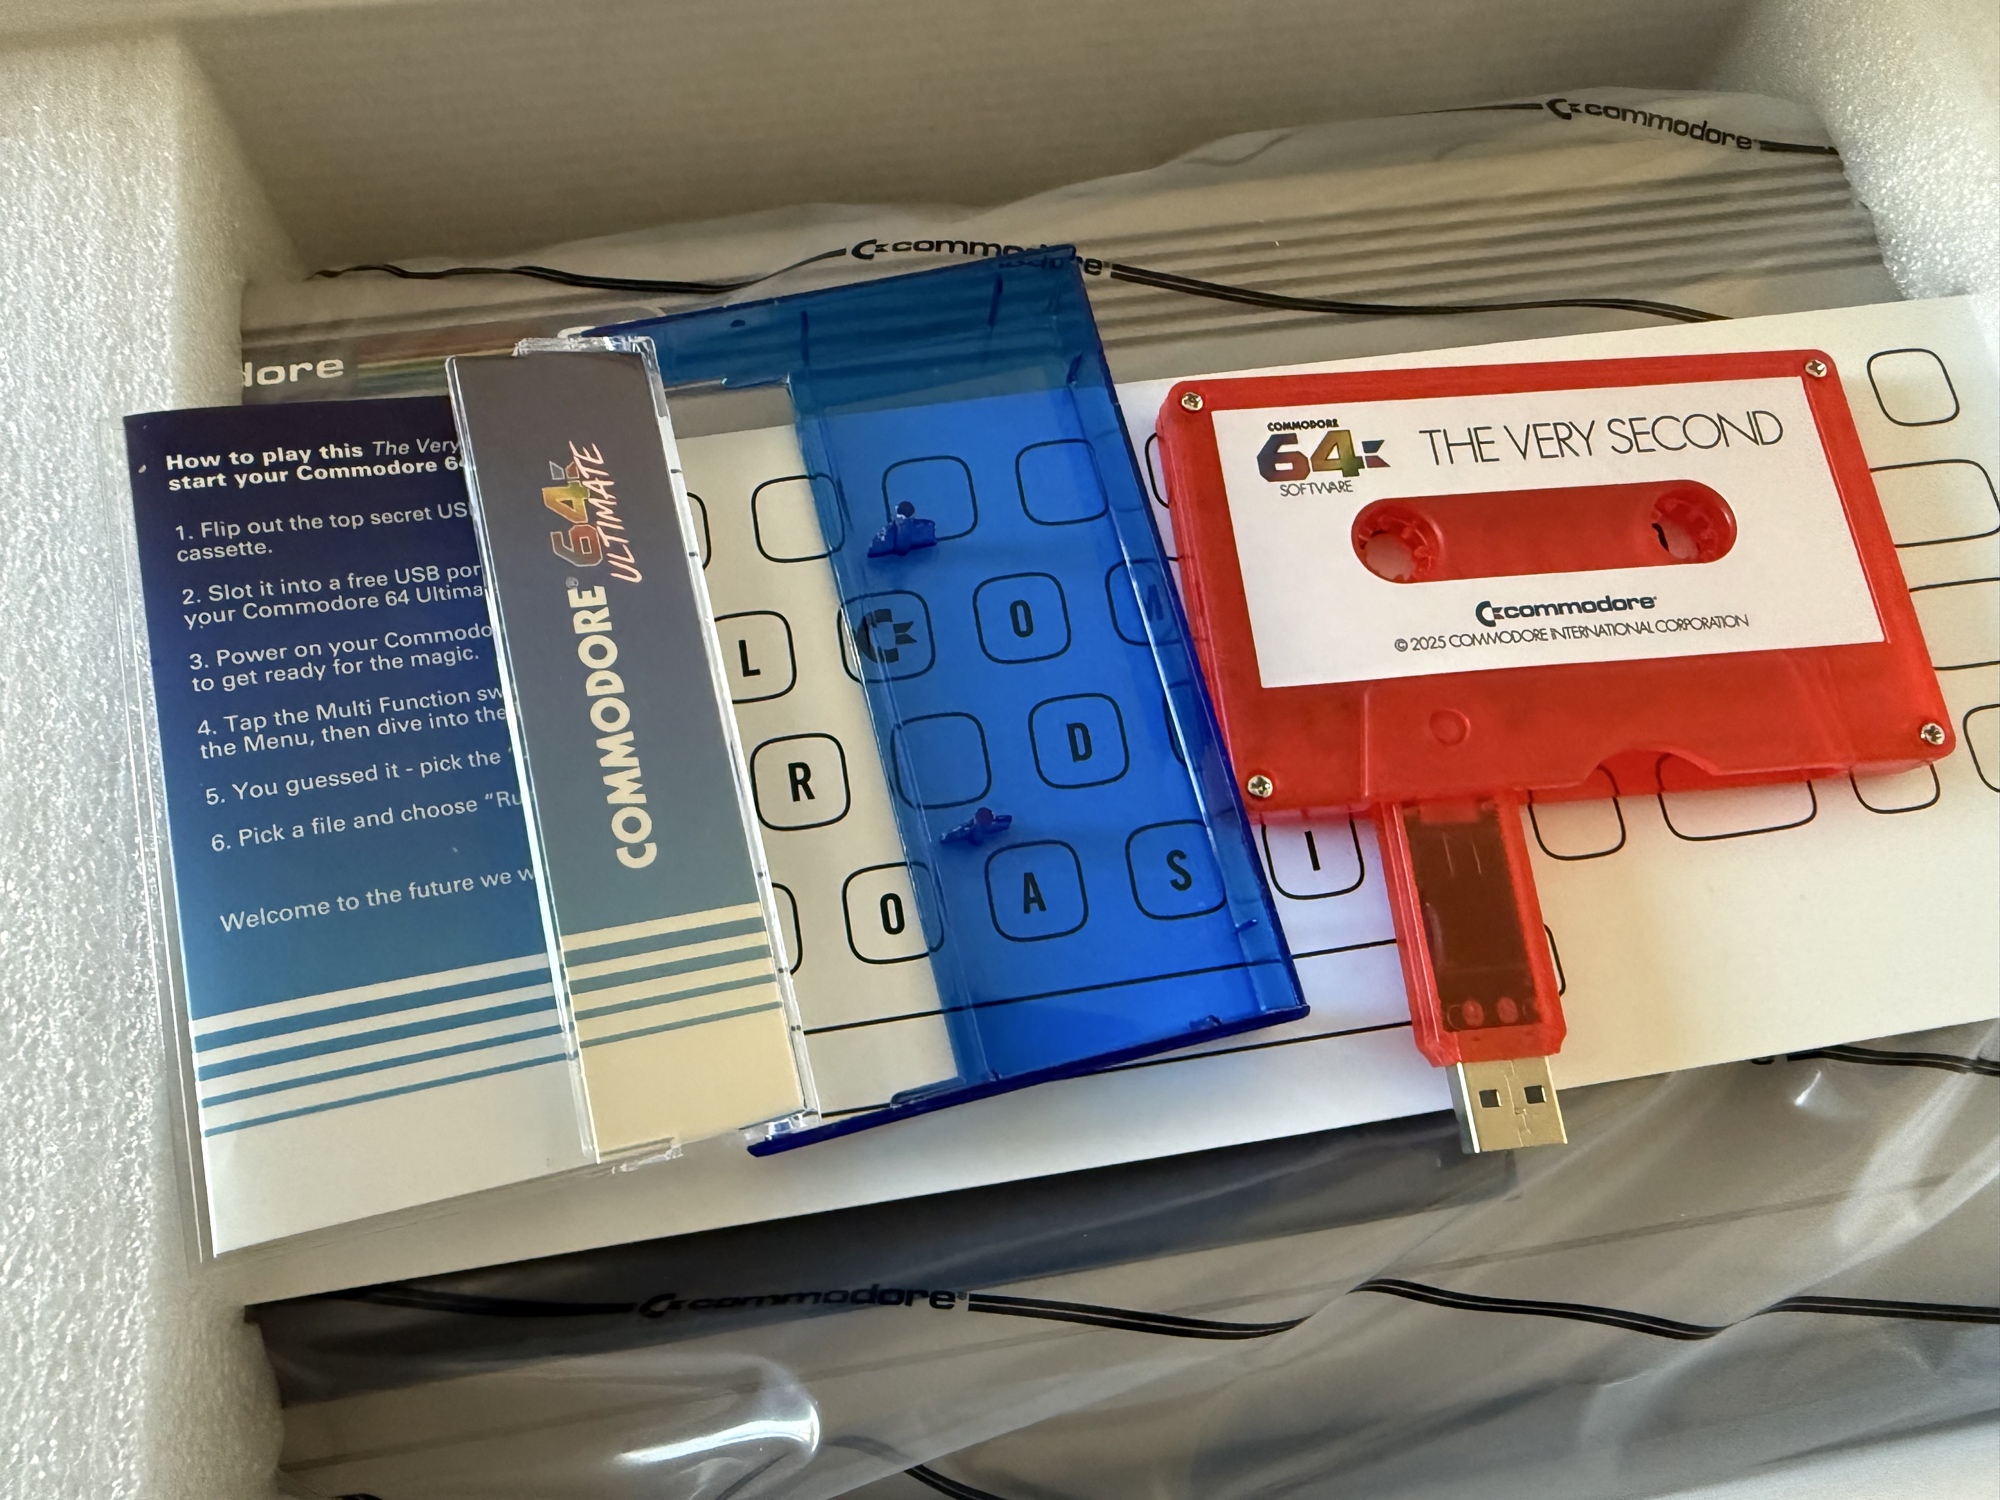 commodore
commodore
dore
How to play this The Very
start your Commodore 64
1. Flip out the top secret US
cassette.
2. Slot it into a free USB por
your Commodore 64 Ultima
3. Power on your Commodo
to get ready for the magic.
4. Tap the Multi Function sw
the Menu, then dive into the
5. You guessed it - pick the
6. Pick a file and choose "Ru
Welcome to the future we w
COMMODORE® 64
ULTIMATE
COMMODORE
64
SOFTWARE
THE VERY SECOND
commodore
© 2025 COMMODORE INTERNATIONAL CORPORATION
L C O M
R D
O A S I
commodore